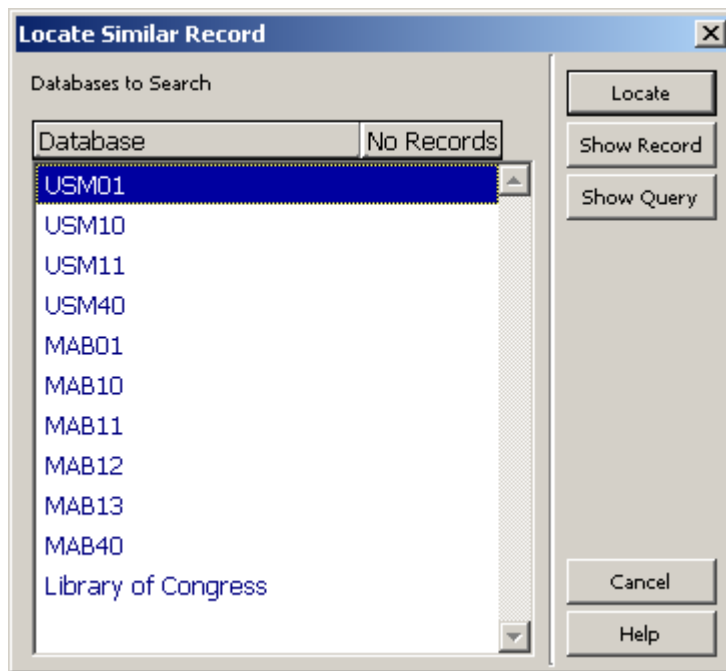 Locate Similar Record
Databases to Search
Database No Records
USM01
USM10
USM11
USM40
MAB01
MAB10
MAB11
MAB12
MAB13
MAB40
Library of Congress
Locate
Show Record
Show Query
Cancel
Help